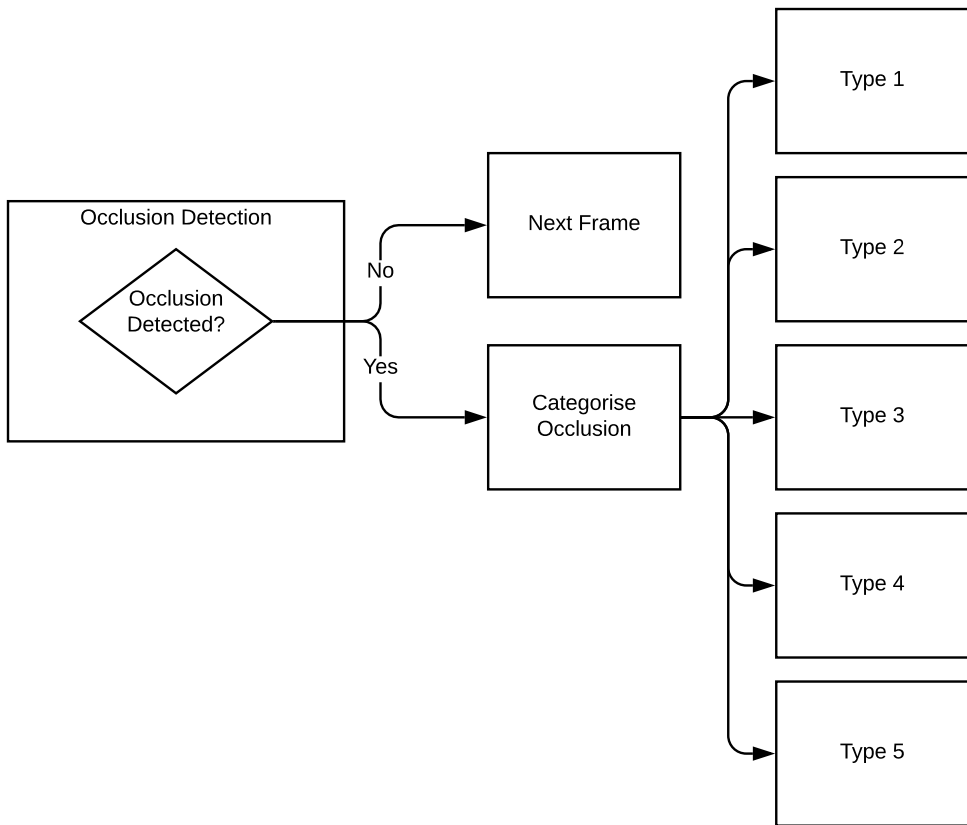 Occlusion Detection
Occlusion
Detected?
No
Yes
Next Frame
Categorise
Occlusion
Type 1
Type 2
Type 3
Type 4
Type 5